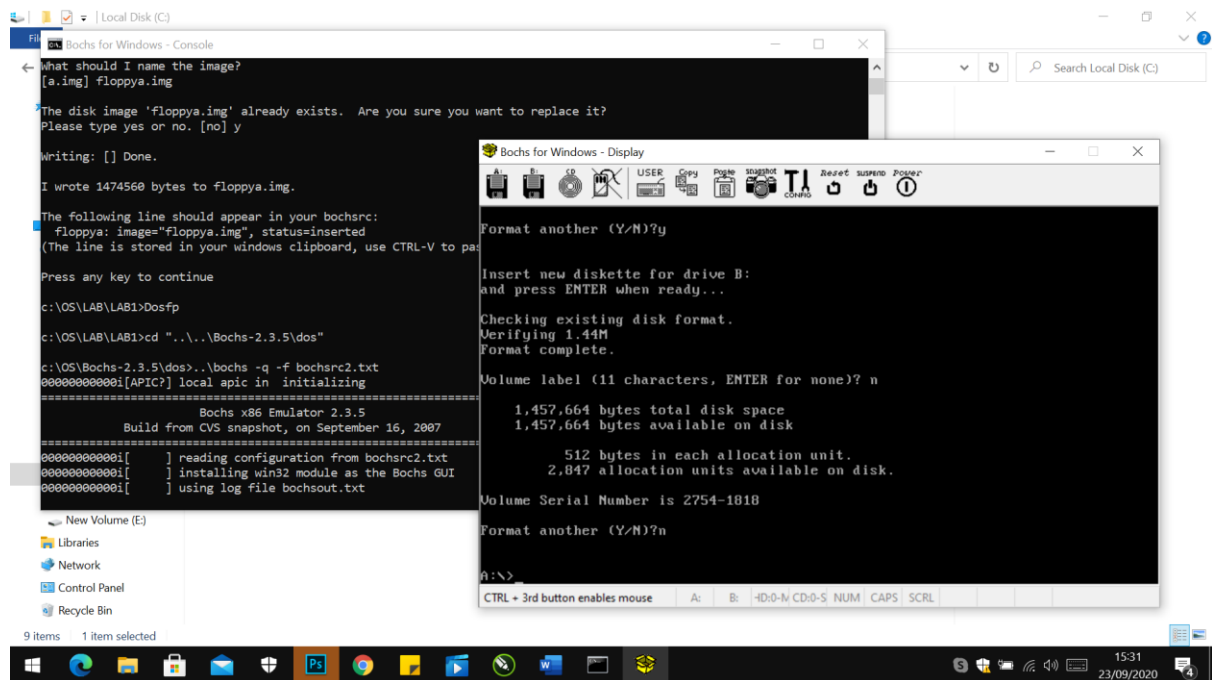 Local Disk (C:)
Bochs for Windows - Console
Search Local Disk (C:)
What should I name the image?
[a.img] floppya.img
The disk image 'floppya.img' already exists.  Are you sure you want to replace it?
Please type yes or no. [no] y
Writing: [] Done.
I wrote 1474560 bytes to floppya.img.
The following line should appear in your bochsrc:
floppya: image="floppya.img", status=inserted
(The line is stored in your windows clipboard, use CTRL-V to
Press any key to continue
c:\OS\LAB\LAB1>Dosfp
c:\OS\LAB\LAB1>cd "..\..\Bochs-2.3.5\dos"
c:\OS\Bochs-2.3.5\dos>..\bochs -q -f bochsrc2.txt
00000000000i[APIC?] local apic in  initializing
========================================================================
Bochs x86 Emulator 2.3.5
Build from CVS snapshot, on September 16, 2007
========================================================================
00000000000i[     ] reading configuration from bochsrc2.txt
00000000000i[     ] installing win32 module as the Bochs GUI
00000000000i[     ] using log file bochsout.txt
Bochs for Windows - Display
A: B: CD USER Copy Paste snapshot CONFIG Reset SUSPEND Power
Format another (Y/N)?y
Insert new diskette for drive B:
and press ENTER when ready...
Checking existing disk format.
Verifying 1.44M
Format complete.
Volume label (11 characters, ENTER for none)? n
1,457,664 bytes total disk space
1,457,664 bytes available on disk
512 bytes in each allocation unit.
2,847 allocation units available on disk.
Volume Serial Number is 2754-1818
Format another (Y/N)?n
A:\>_
CTRL + 3rd button enables mouse A: B: HD:0-M CD:0-S NUM CAPS SCRL
New Volume (E:)
Libraries
Network
Control Panel
Recycle Bin
9 items 1 item selected
Ps
15:31
23/09/2020
4